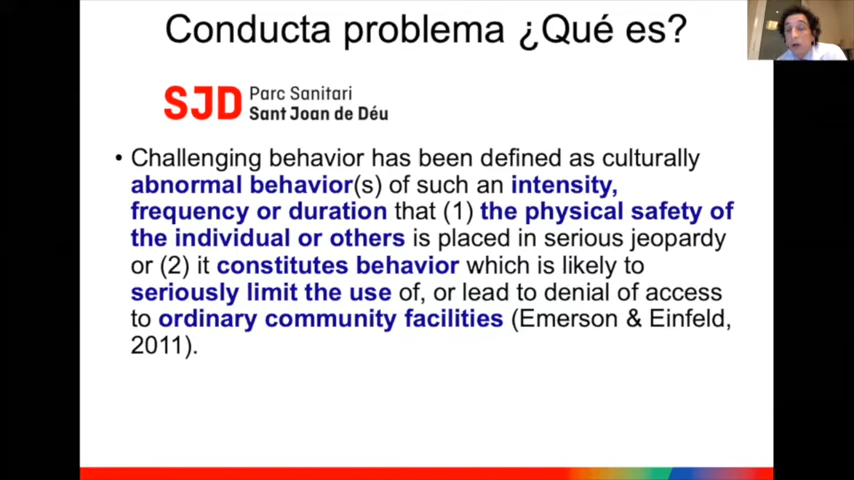 Conducta problema ¿Qué es?
SJD Parc Sanitari
Sant Joan de Déu
• Challenging behavior has been defined as culturally
abnormal behavior(s) of such an intensity,
frequency or duration that (1) the physical safety of
the individual or others is placed in serious jeopardy
or (2) it constitutes behavior which is likely to
seriously limit the use of, or lead to denial of access
to ordinary community facilities (Emerson & Einfeld,
2011).